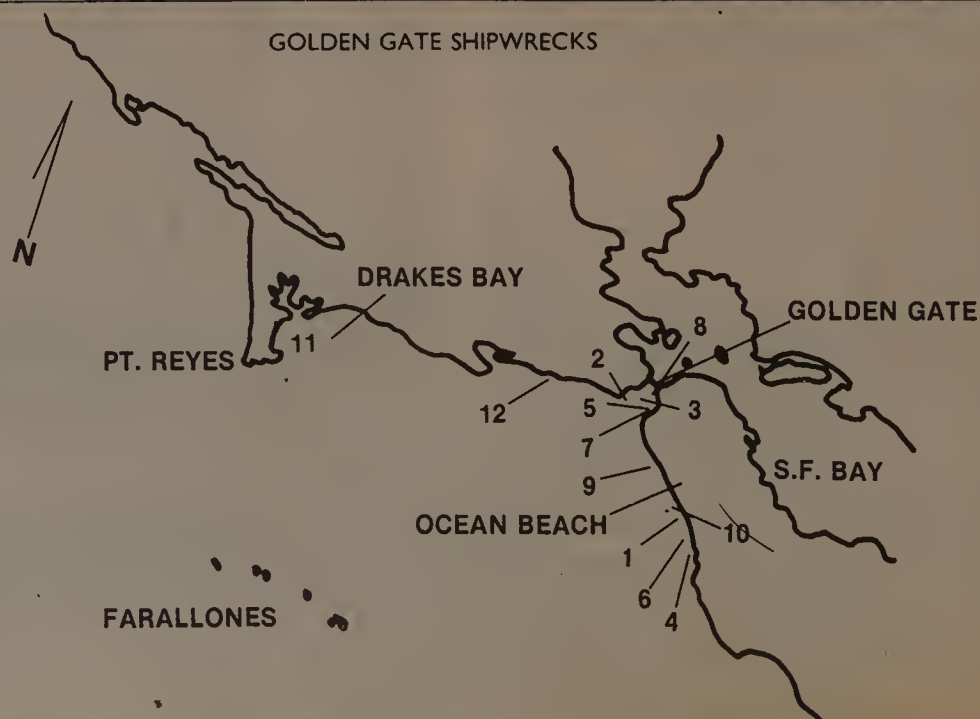 GOLDEN GATE SHIPWRECKS
N
DRAKES BAY
GOLDEN GATE
8
11
PT. REYES
2
12
5
3
7
S.F. BAY
9
OCEAN BEACH
10
1
6
FARALLONES
4